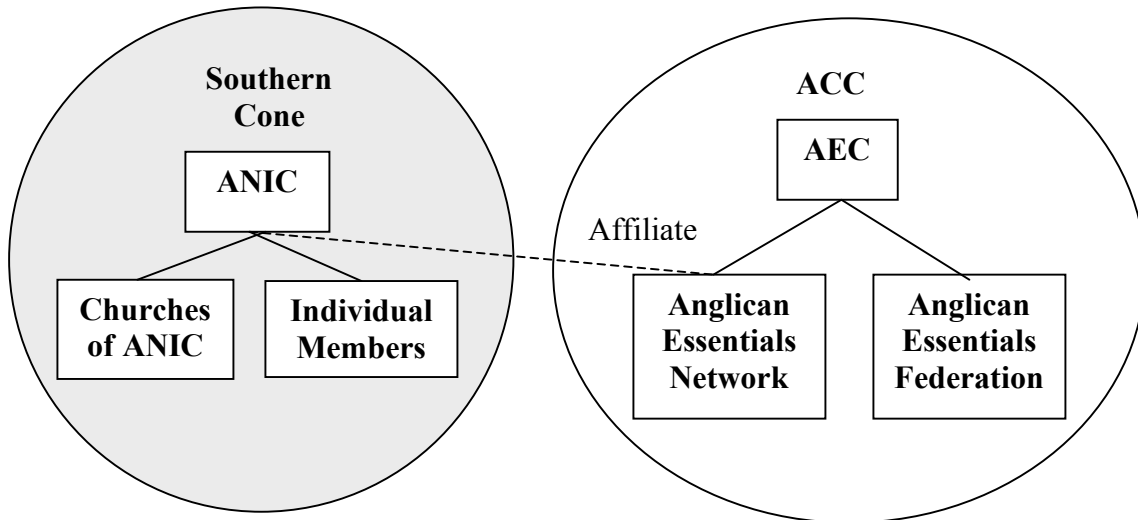 Southern
Cone
ANIC
Churches
of ANIC
Individual
Members
Affiliate
ACC
AEC
Anglican
Essentials
Network
Anglican
Essentials
Federation